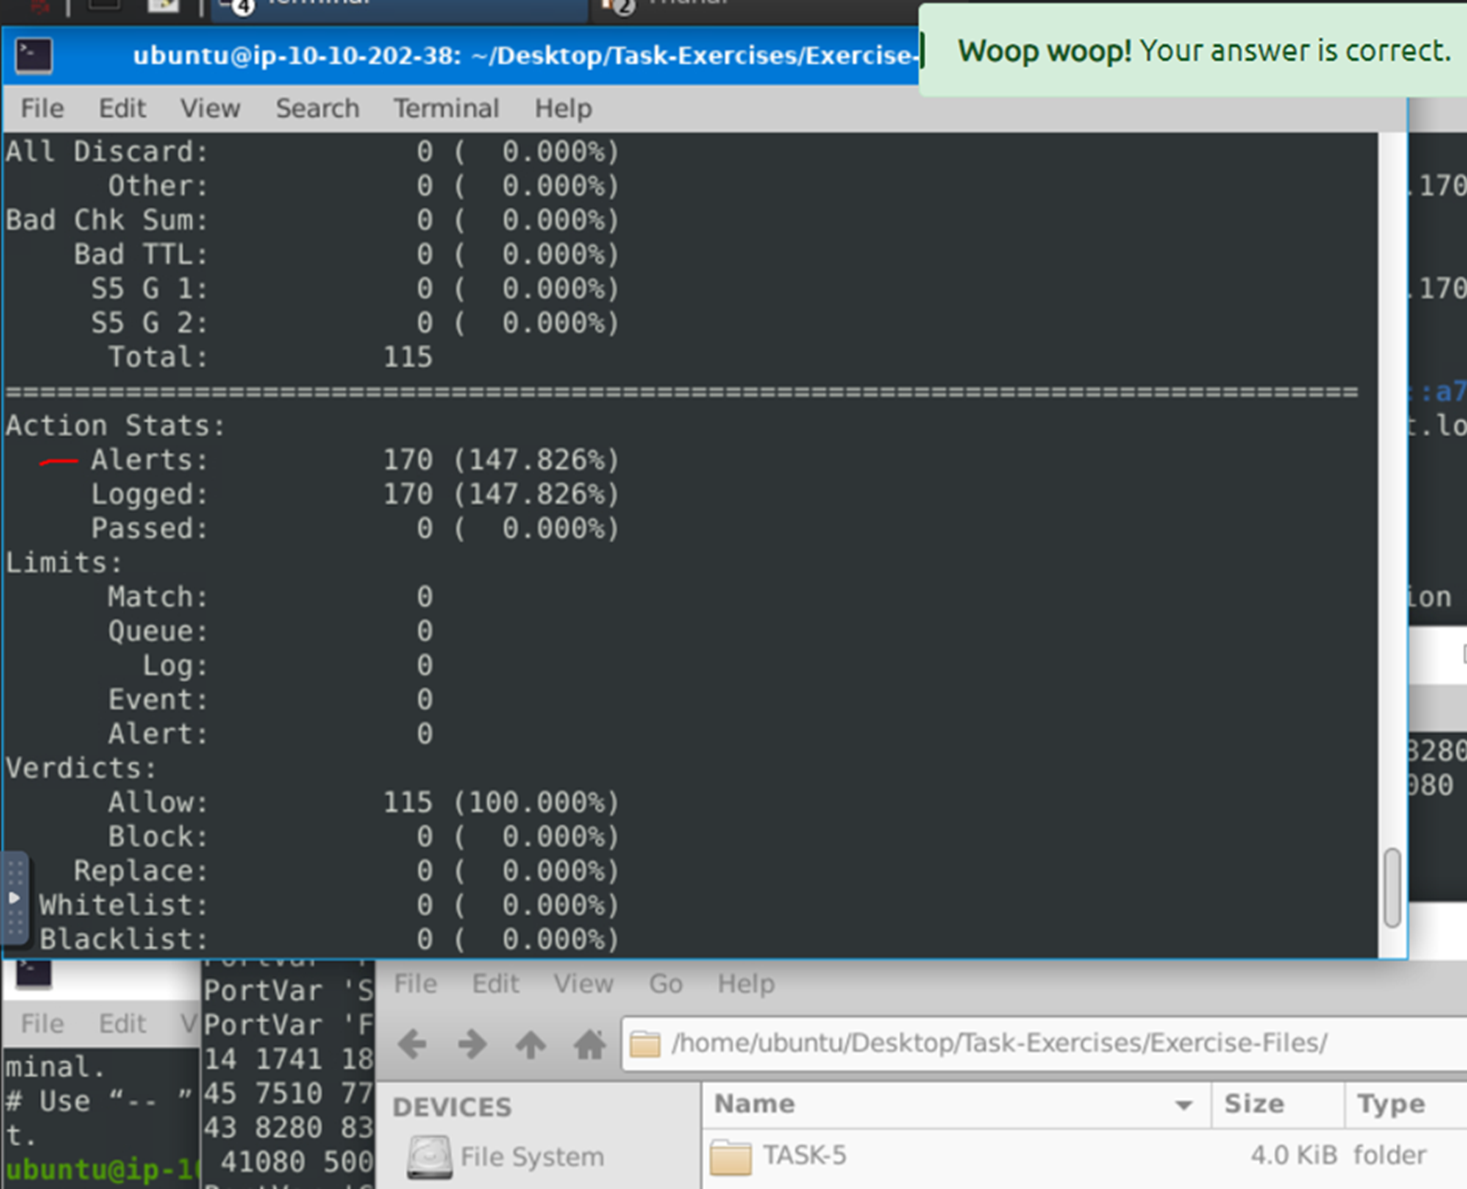 4 Terminal 2 Thunar
ubuntu@ip-10-10-202-38: ~/Desktop/Task-Exercises/Exercise-
Woop woop! Your answer is correct.
File Edit View Search Terminal Help
All Discard: 0 ( 0.000%)
Other: 0 ( 0.000%)
Bad Chk Sum: 0 ( 0.000%)
Bad TTL: 0 ( 0.000%)
S5 G 1: 0 ( 0.000%)
S5 G 2: 0 ( 0.000%)
Total: 115
===============================================================================
Action Stats:
Alerts: 170 (147.826%)
Logged: 170 (147.826%)
Passed: 0 ( 0.000%)
Limits:
Match: 0
Queue: 0
Log: 0
Event: 0
Alert: 0
Verdicts:
Allow: 115 (100.000%)
Block: 0 ( 0.000%)
Replace: 0 ( 0.000%)
Whitelist: 0 ( 0.000%)
Blacklist: 0 ( 0.000%)
.170
.170
::a7
t.lo
ion
8280
080
File Edit V
minal.
# Use “-- ”
t.
ubuntu@ip-1
PortVar 'S
PortVar 'F
14 1741 18
45 7510 77
43 8280 83
41080 500
File Edit View Go Help
/home/ubuntu/Desktop/Task-Exercises/Exercise-Files/
DEVICES
File System
Name Size Type
TASK-5 4.0 KiB folder